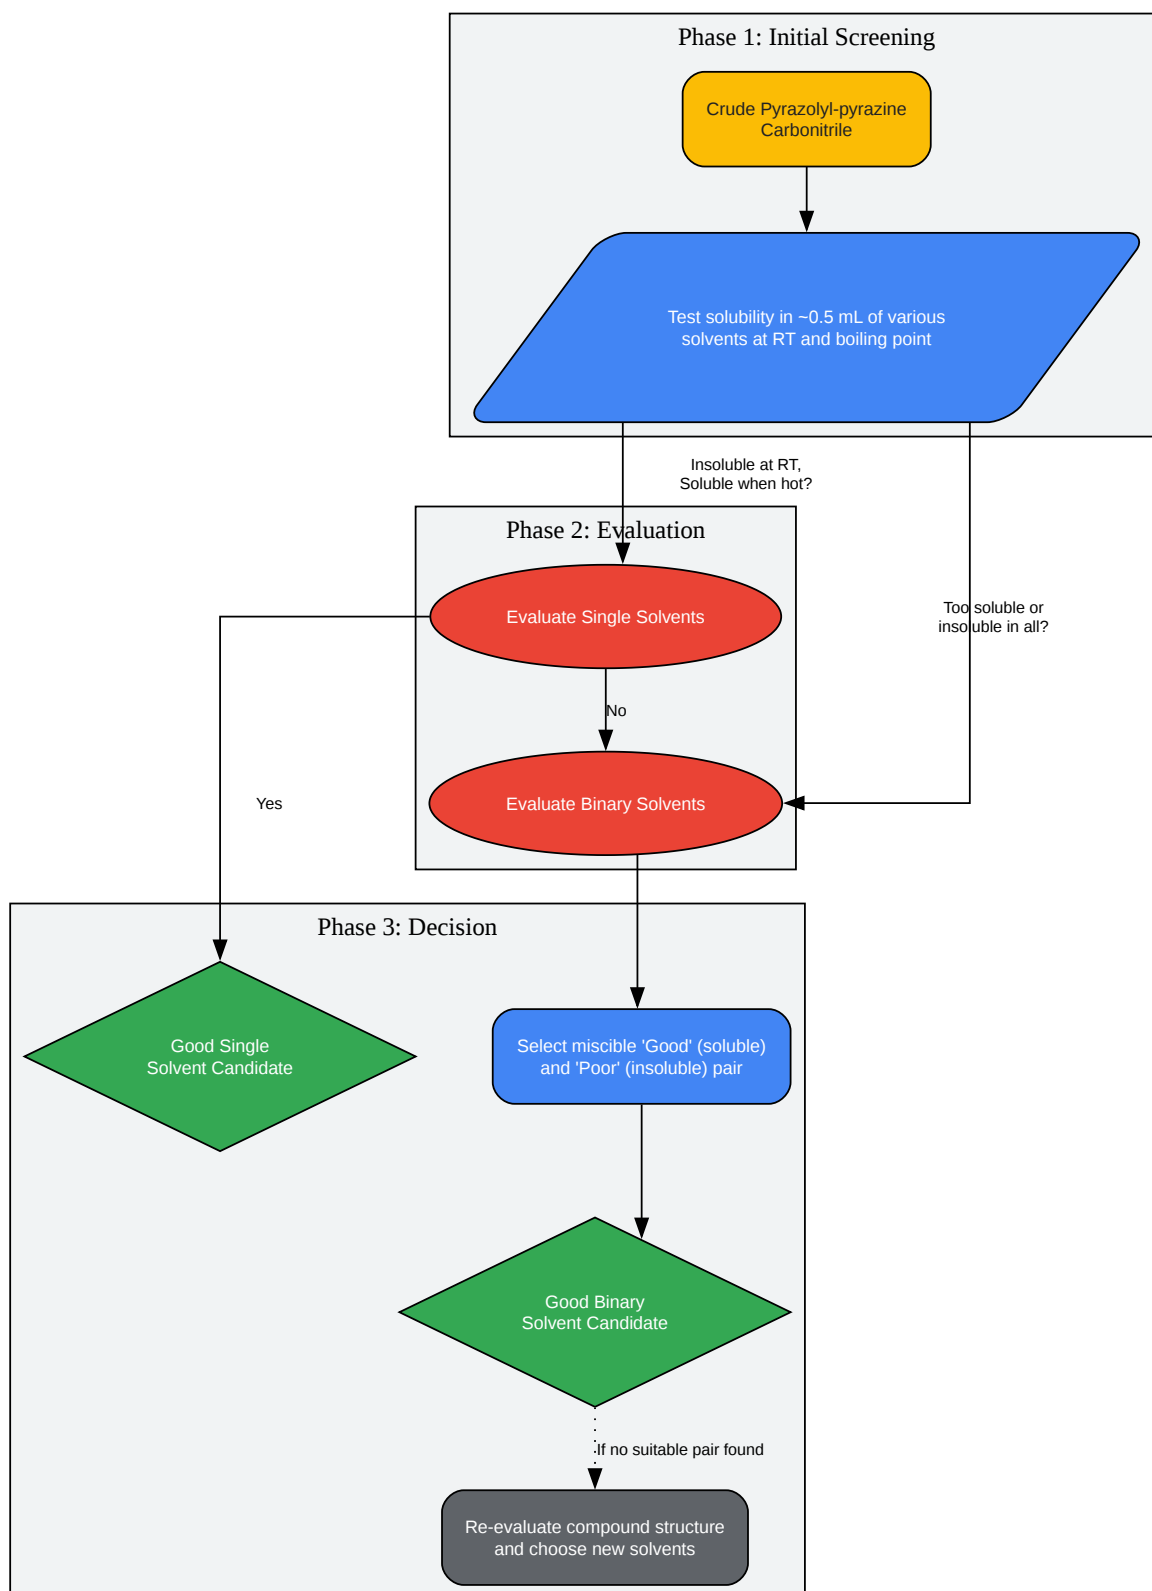 Phase 1: Initial Screening
Crude Pyrazolyl-pyrazine
Carbonitrile
Test solubility in ~0.5 mL of various
solvents at RT and boiling point
Insoluble at RT,
Soluble when hot?
Phase 2: Evaluation
Evaluate Single Solvents
Too soluble or
insoluble in all?
No
Evaluate Binary Solvents
Yes
Phase 3: Decision
Good Single
Solvent Candidate
Select miscible 'Good' (soluble)
and 'Poor' (insoluble) pair
Good Binary
Solvent Candidate
If no suitable pair found
Re-evaluate compound structure
and choose new solvents